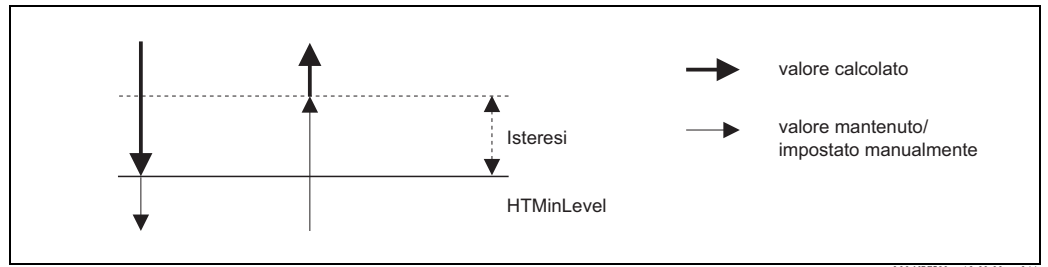 valore calcolato
Isteresi
valore mantenuto/
impostato manualmente
HTMinLevel